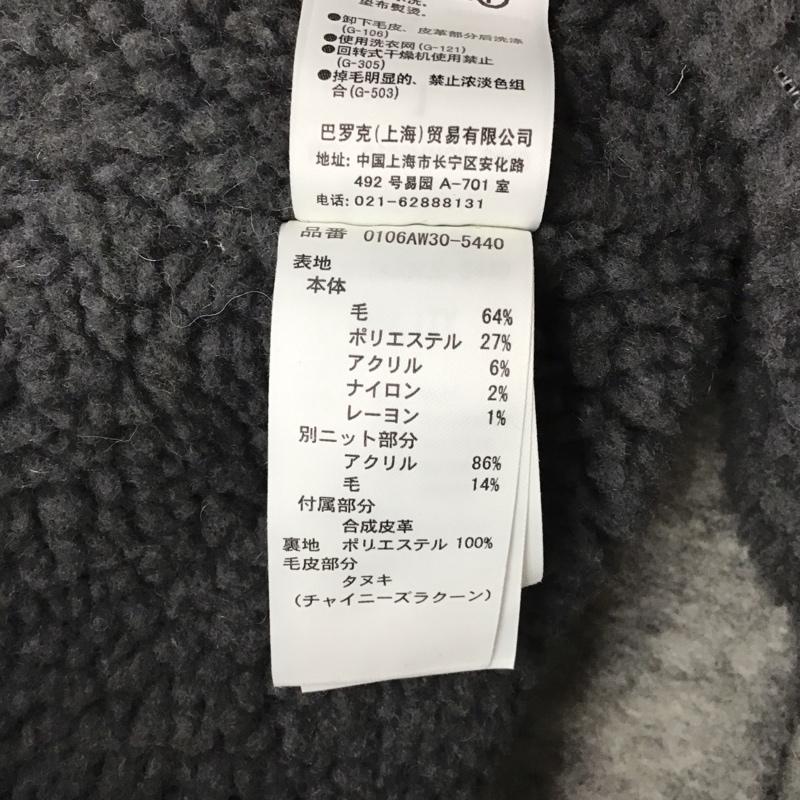 垫布熨烫。
●卸下毛皮、皮革部分后洗涤
(G-106)
●使用洗衣网(G-121)
●回转式干燥机使用禁止
(G-305)
●掉毛明显的、禁止浓淡色组
合(G-503)
巴罗克(上海)贸易有限公司
地址: 中国上海市长宁区安化路
492 号易园 A-701 室
电话: 021-62888131
品番 0106AW30-5440
表地
本体
毛 64%
ポリエステル 27%
アクリル 6%
ナイロン 2%
レーヨン 1%
別ニット部分
アクリル 86%
毛 14%
付属部分
合成皮革
裏地 ポリエステル 100%
毛皮部分
タヌキ
(チャイニーズラクーン)